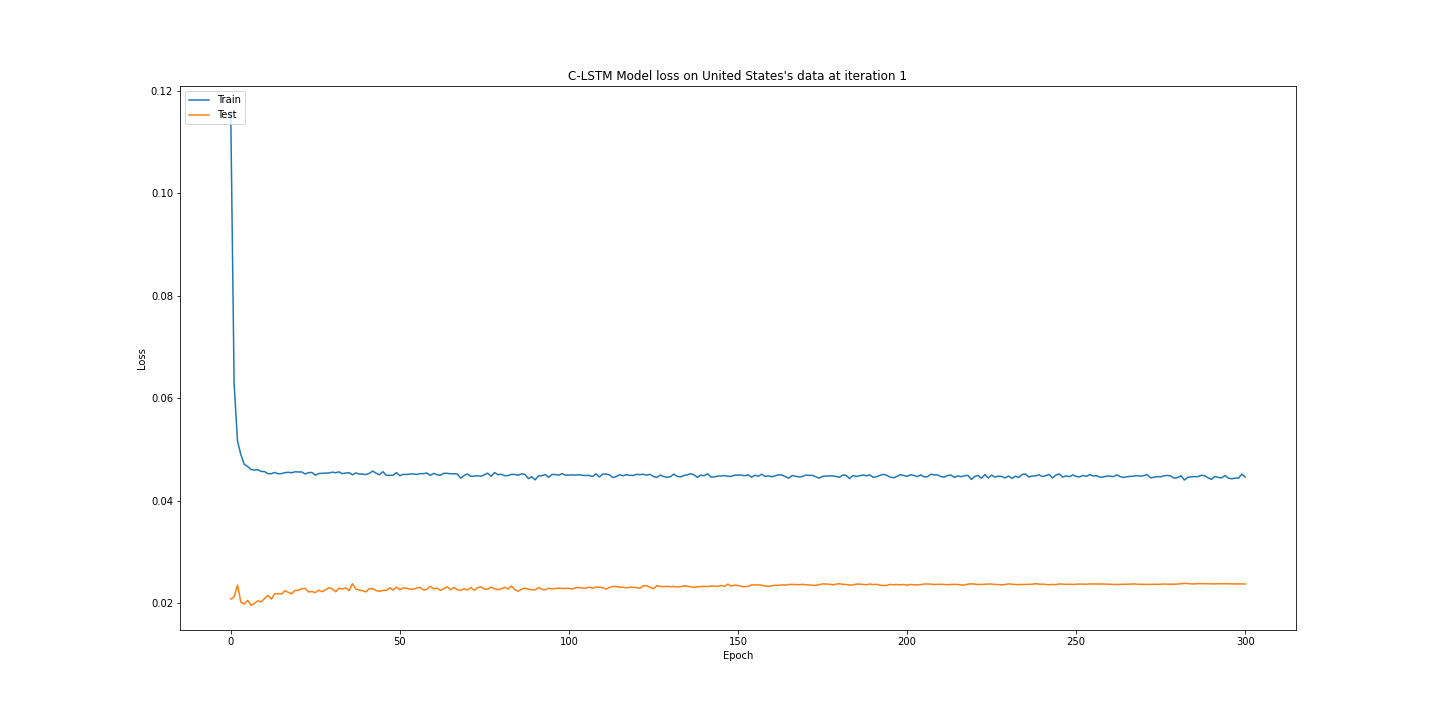 C-LSTM Model loss on United States's data at iteration 1
Train
Test
0.12
0.10
0.08
0.06
0.04
0.02
Loss
0 50 100 150 200 250 300
Epoch